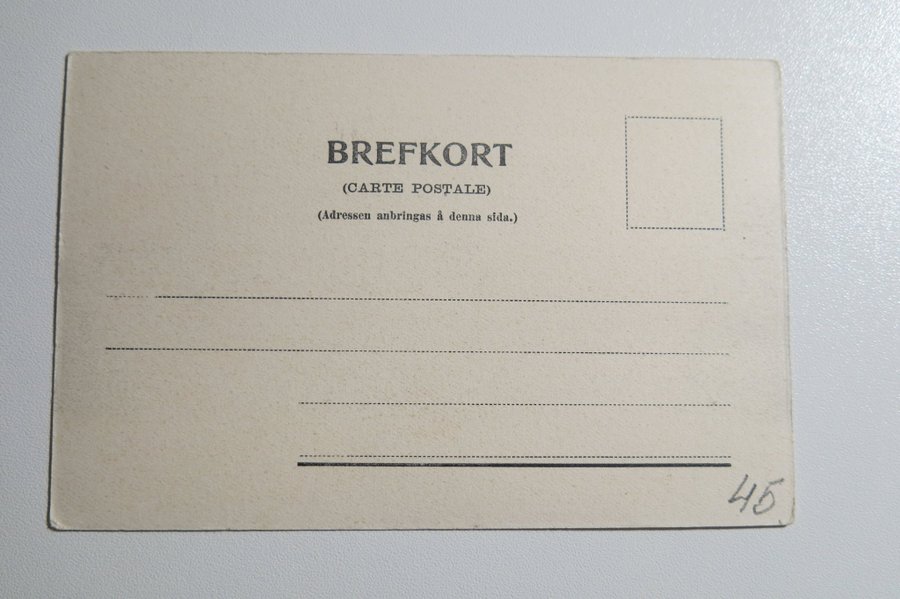 BREFKORT
(CARTE POSTALE)
(Adressen anbringas å denna sida.)
45